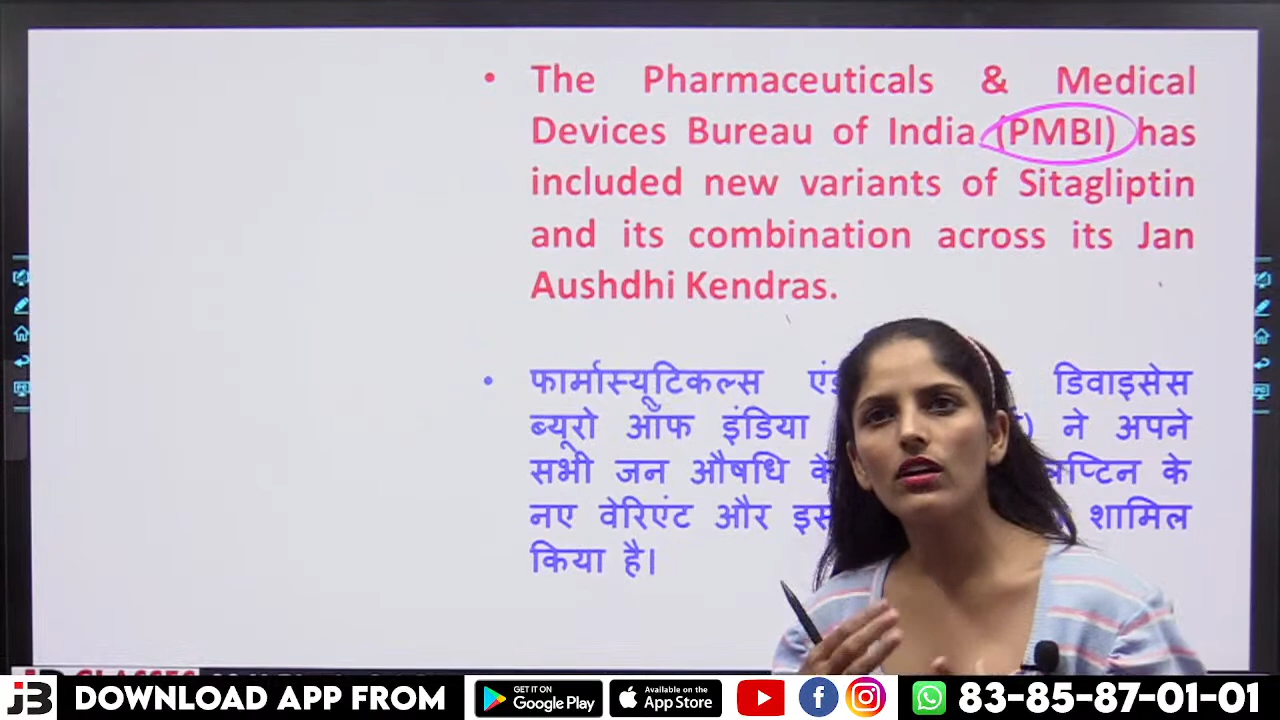 • The Pharmaceuticals & Medical
Devices Bureau of India (PMBI) has
included new variants of Sitagliptin
and its combination across its Jan
Aushdhi Kendras.
• फार्मास्यूटिकल्स डिवाइसेस
ब्यूरो ऑफ इंडिया ने अपने
सभी जन औषधि के
नए वेरिएंट और शामिल
किया है।
JB DOWNLOAD APP FROM GET IT ON Google Play Available on the App Store 83-85-87-01-01